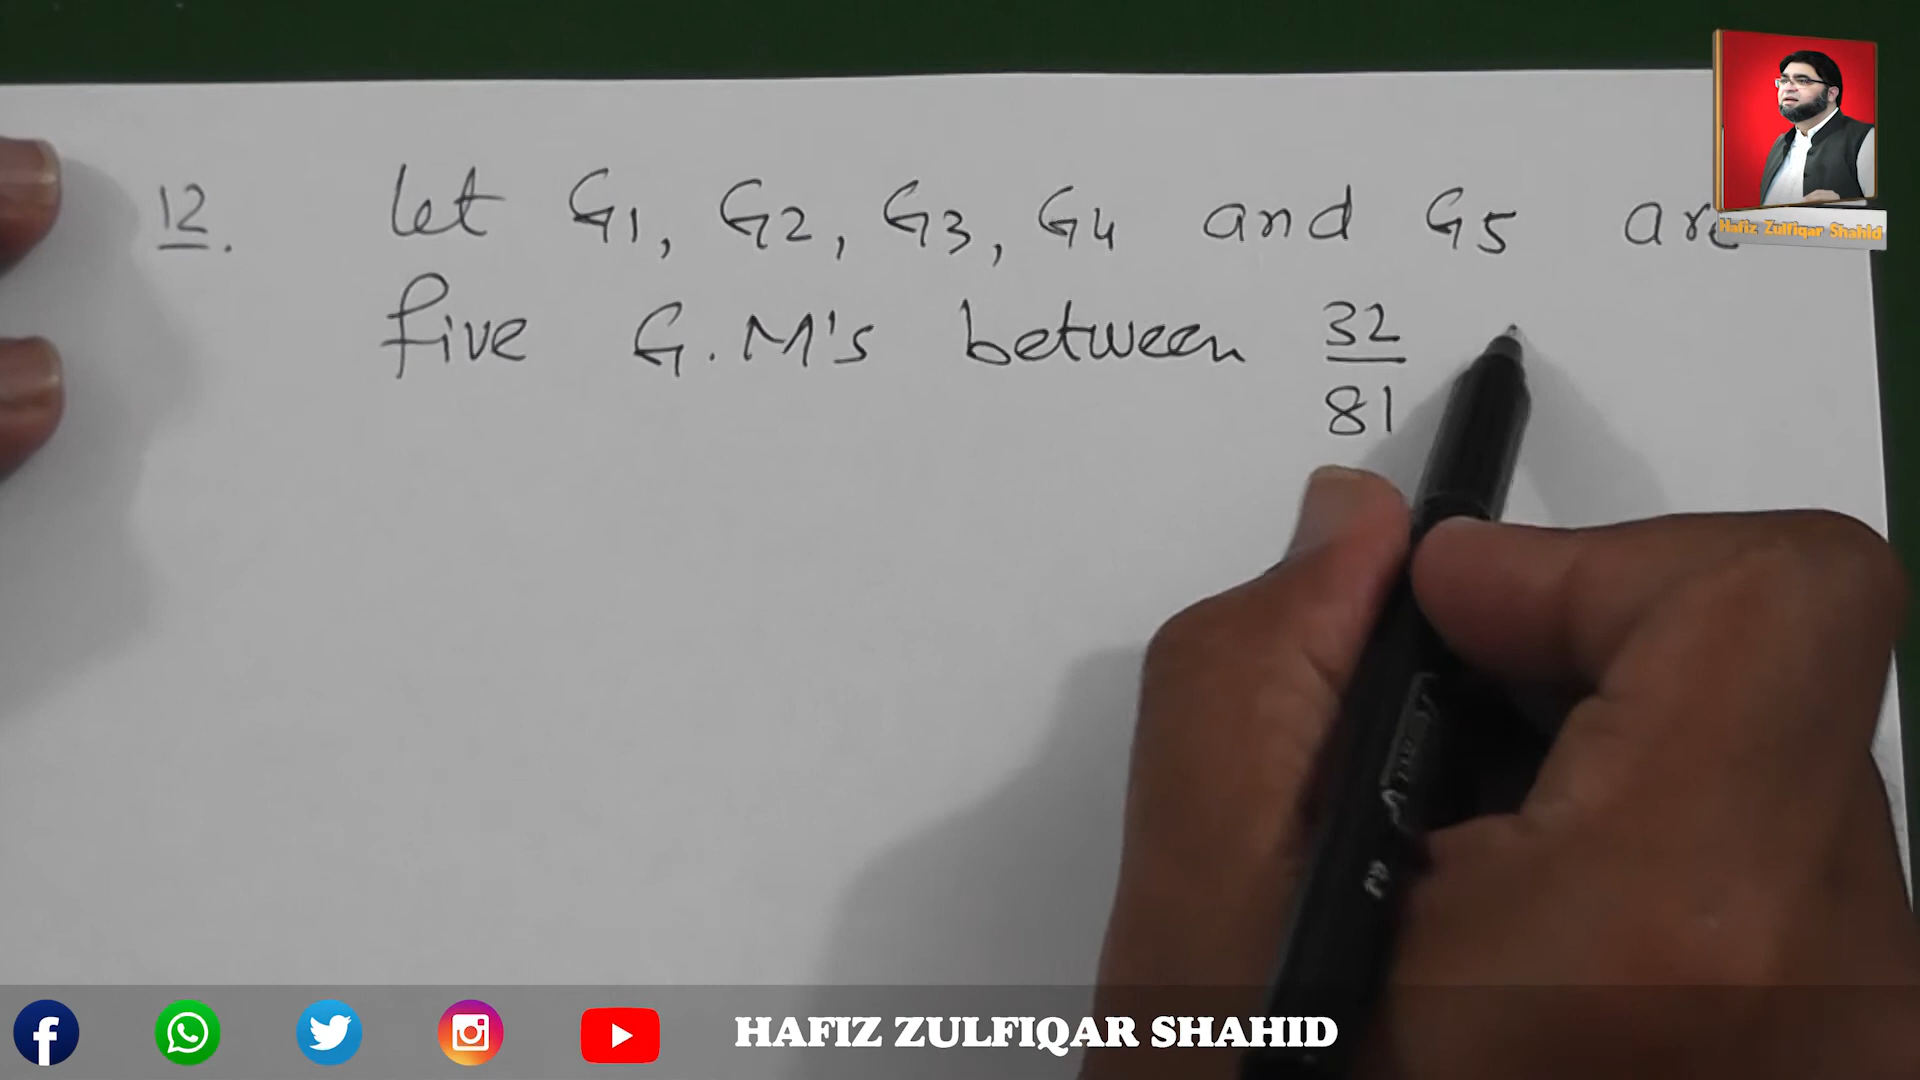 12. let G1, G2, G3, G4 and G5 are
five G.M's between 32/81
Hafiz Zulfiqar Shahid
HAFIZ ZULFIQAR SHAHID